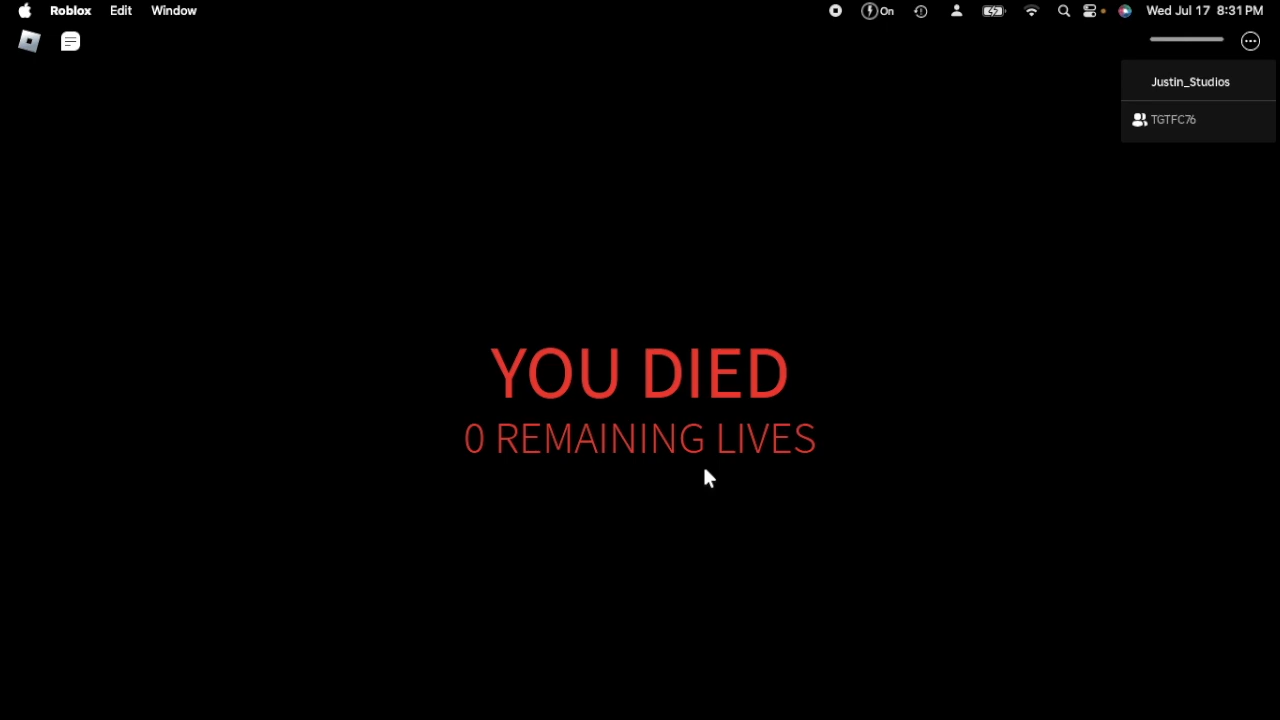 Roblox Edit Window On Wed Jul 17 8:31 PM
Justin_Studios
TGTFC76
YOU DIED
0 REMAINING LIVES